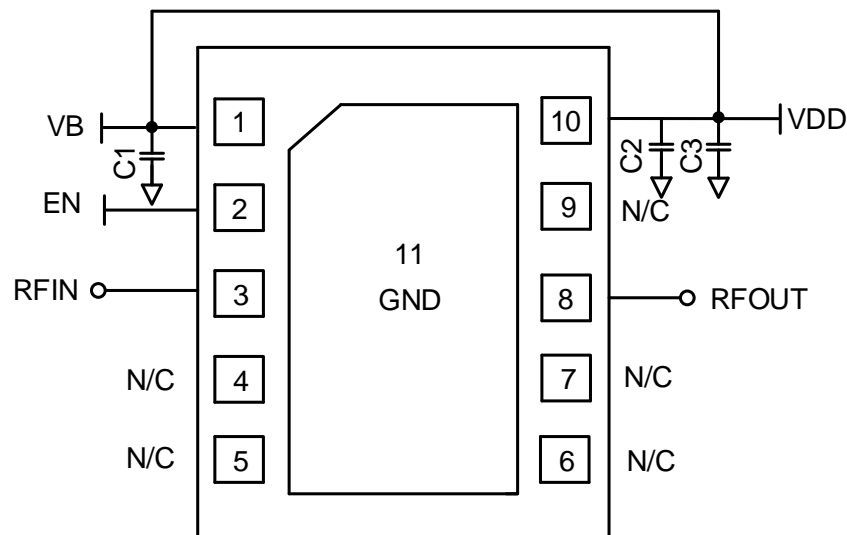 VB
1
10
VDD
C1
C2
C3
EN
2
9
N/C
11
GND
RFIN
3
8
RFOUT
N/C
4
7
N/C
N/C
5
6
N/C